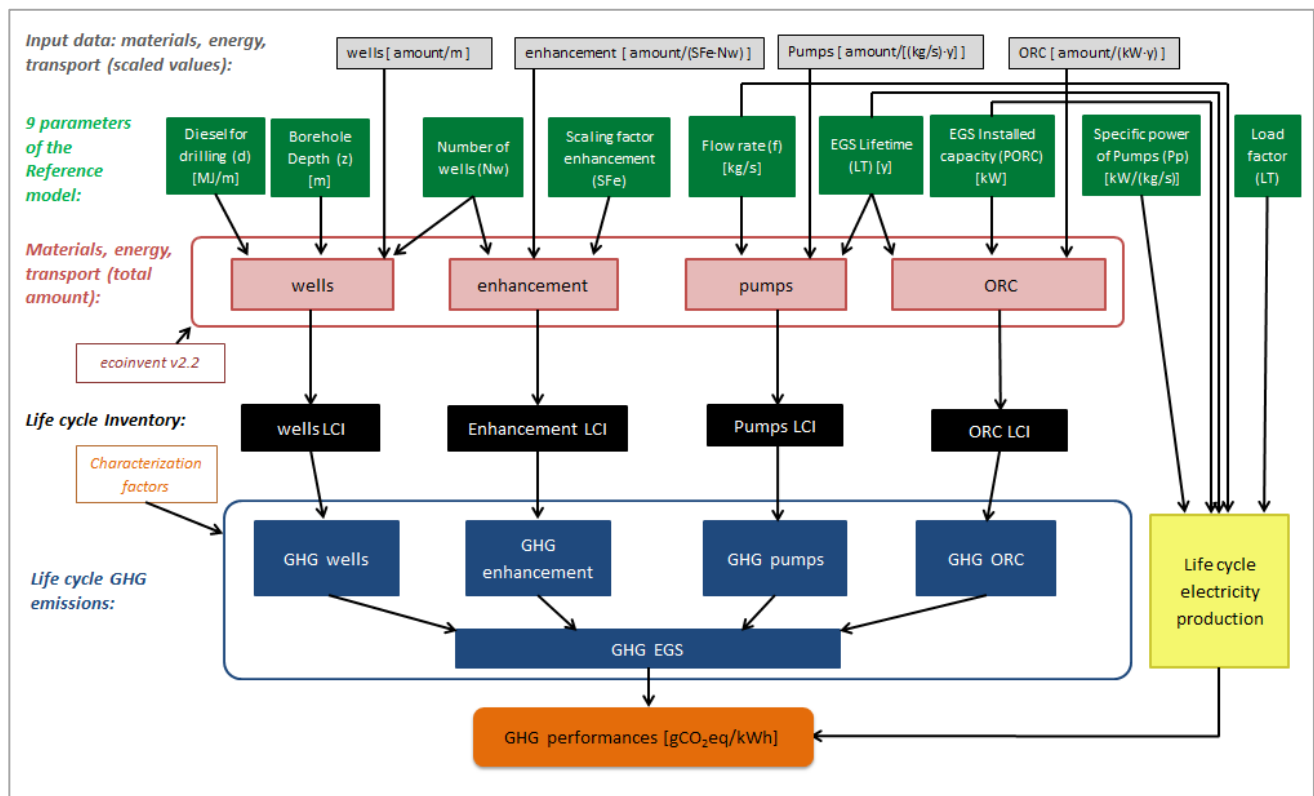 Input data: materials, energy,
transport (scaled values):
wells [ amount/m ]
enhancement [ amount/(SFe·Nw) ]
Pumps [ amount/[(kg/s)·y] ]
ORC [ amount/(kW·y) ]
9 parameters
of the
Reference
model:
Diesel for
drilling (d)
[MJ/m]
Borehole
Depth (z)
[m]
Number of
wells (Nw)
Scaling factor
enhancement
(SFe)
Flow rate (f)
[kg/s]
EGS Lifetime
(LT) [y]
EGS Installed
capacity (PORC)
[kW]
Specific power
of Pumps (Pp)
[kW/(kg/s)]
Load
factor
(LT)
Materials, energy,
transport (total
amount):
wells
enhancement
pumps
ORC
ecoinvent v2.2
Life cycle Inventory:
wells LCI
Enhancement LCI
Pumps LCI
ORC LCI
Characterization
factors
Life cycle GHG
emissions:
GHG wells
GHG
enhancement
GHG pumps
GHG ORC
Life cycle
electricity
production
GHG EGS
GHG performances [gCO₂eq/kWh]